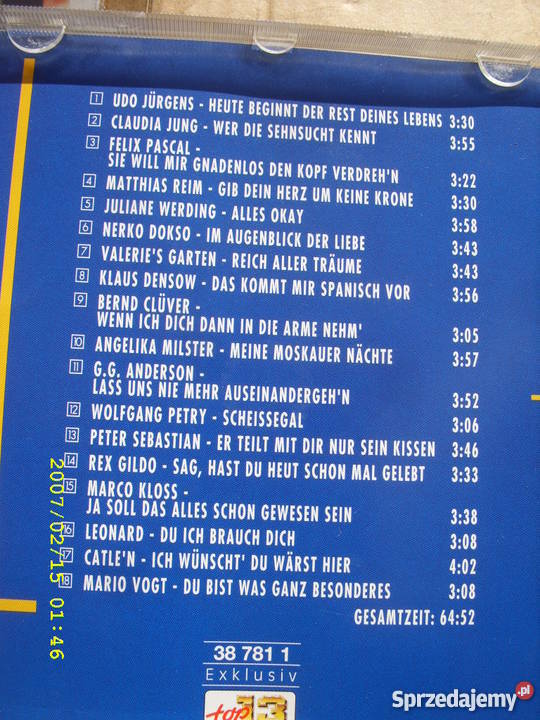 1 UDO JÜRGENS - HEUTE BEGINNT DER REST DEINES LEBENS 3:30
2 CLAUDIA JUNG - WER DIE SEHNSUCHT KENNT 3:55
3 FELIX PASCAL -
SIE WILL MIR GNADENLOS DEN KOPF VERDREH'N 3:22
4 MATTHIAS REIM - GIB DEIN HERZ UM KEINE KRONE 3:30
5 JULIANE WERDING - ALLES OKAY 3:58
6 NERKO DOKSO - IM AUGENBLICK DER LIEBE 3:43
7 VALERIE'S GARTEN - REICH ALLER TRÄUME 3:43
8 KLAUS DENSOW - DAS KOMMT MIR SPANISCH VOR 3:56
9 BERND CLÜVER -
WENN ICH DICH DANN IN DIE ARME NEHM' 3:05
10 ANGELIKA MILSTER - MEINE MOSKAUER NÄCHTE 3:57
11 G.G. ANDERSON -
LASS UNS NIE MEHR AUSEINANDERGEH'N 3:52
12 WOLFGANG PETRY - SCHEISSEGAL 3:06
13 PETER SEBASTIAN - ER TEILT MIT DIR NUR SEIN KISSEN 3:46
14 REX GILDO - SAG, HAST DU HEUT SCHON MAL GELEBT 3:33
15 MARCO KLOSS -
JA SOLL DAS ALLES SCHON GEWESEN SEIN 3:38
16 LEONARD - DU ICH BRAUCH DICH 3:08
17 CATLE'N - ICH WÜNSCHT' DU WÄRST HIER 4:02
18 MARIO VOGT - DU BIST WAS GANZ BESONDERES 3:08
GESAMTZEIT: 64:52
38 781 1
Exklusiv
top 13
2007/02/15 01:46
Sprzedajemy.pl